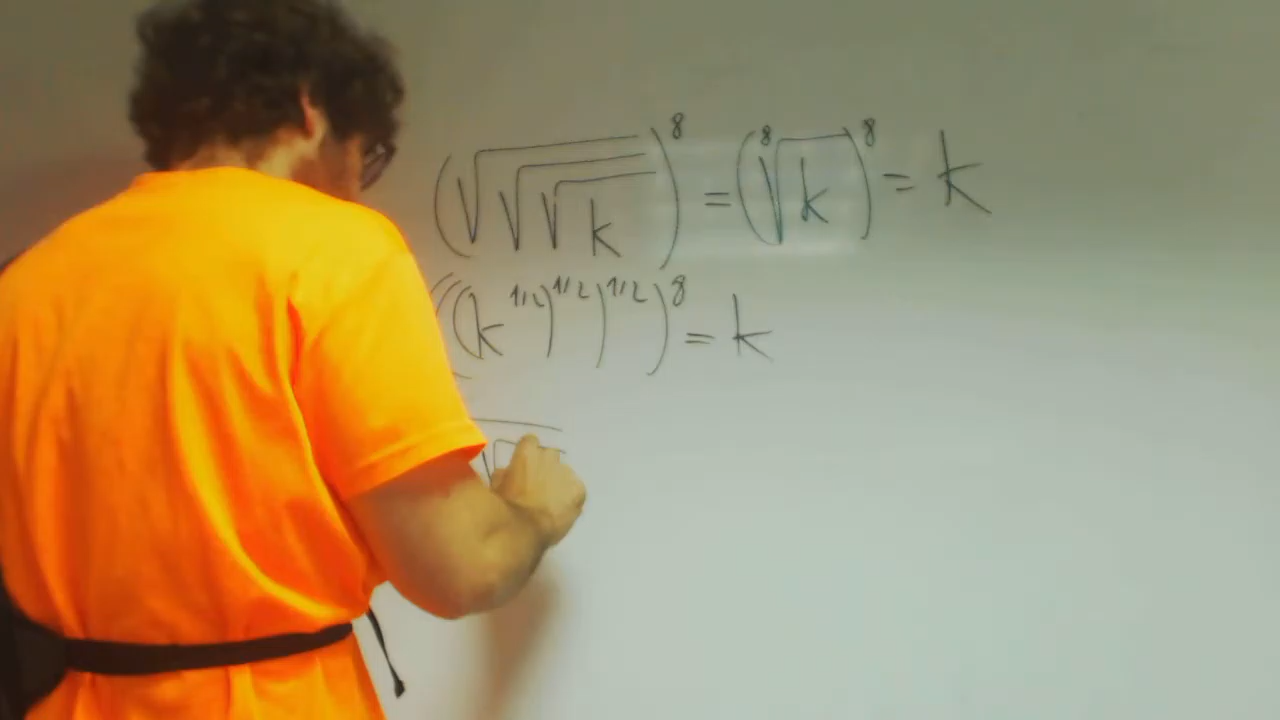 (√√√k)⁸ = (⁸√k)⁸ = k
((k^1/2)^1/2)^1/2)⁸ = k